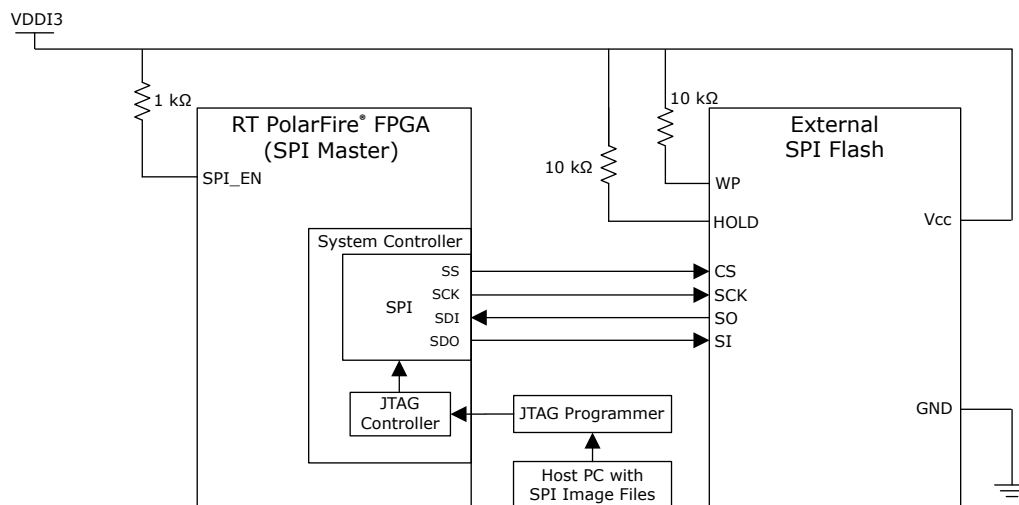 VDDI3
1 kΩ
10 kΩ
10 kΩ
RT PolarFire® FPGA
(SPI Master)
SPI_EN
System Controller
SPI
SS
SCK
SDI
SDO
JTAG
Controller
JTAG Programmer
Host PC with
SPI Image Files
External
SPI Flash
WP
HOLD
Vcc
CS
SCK
SO
SI
GND